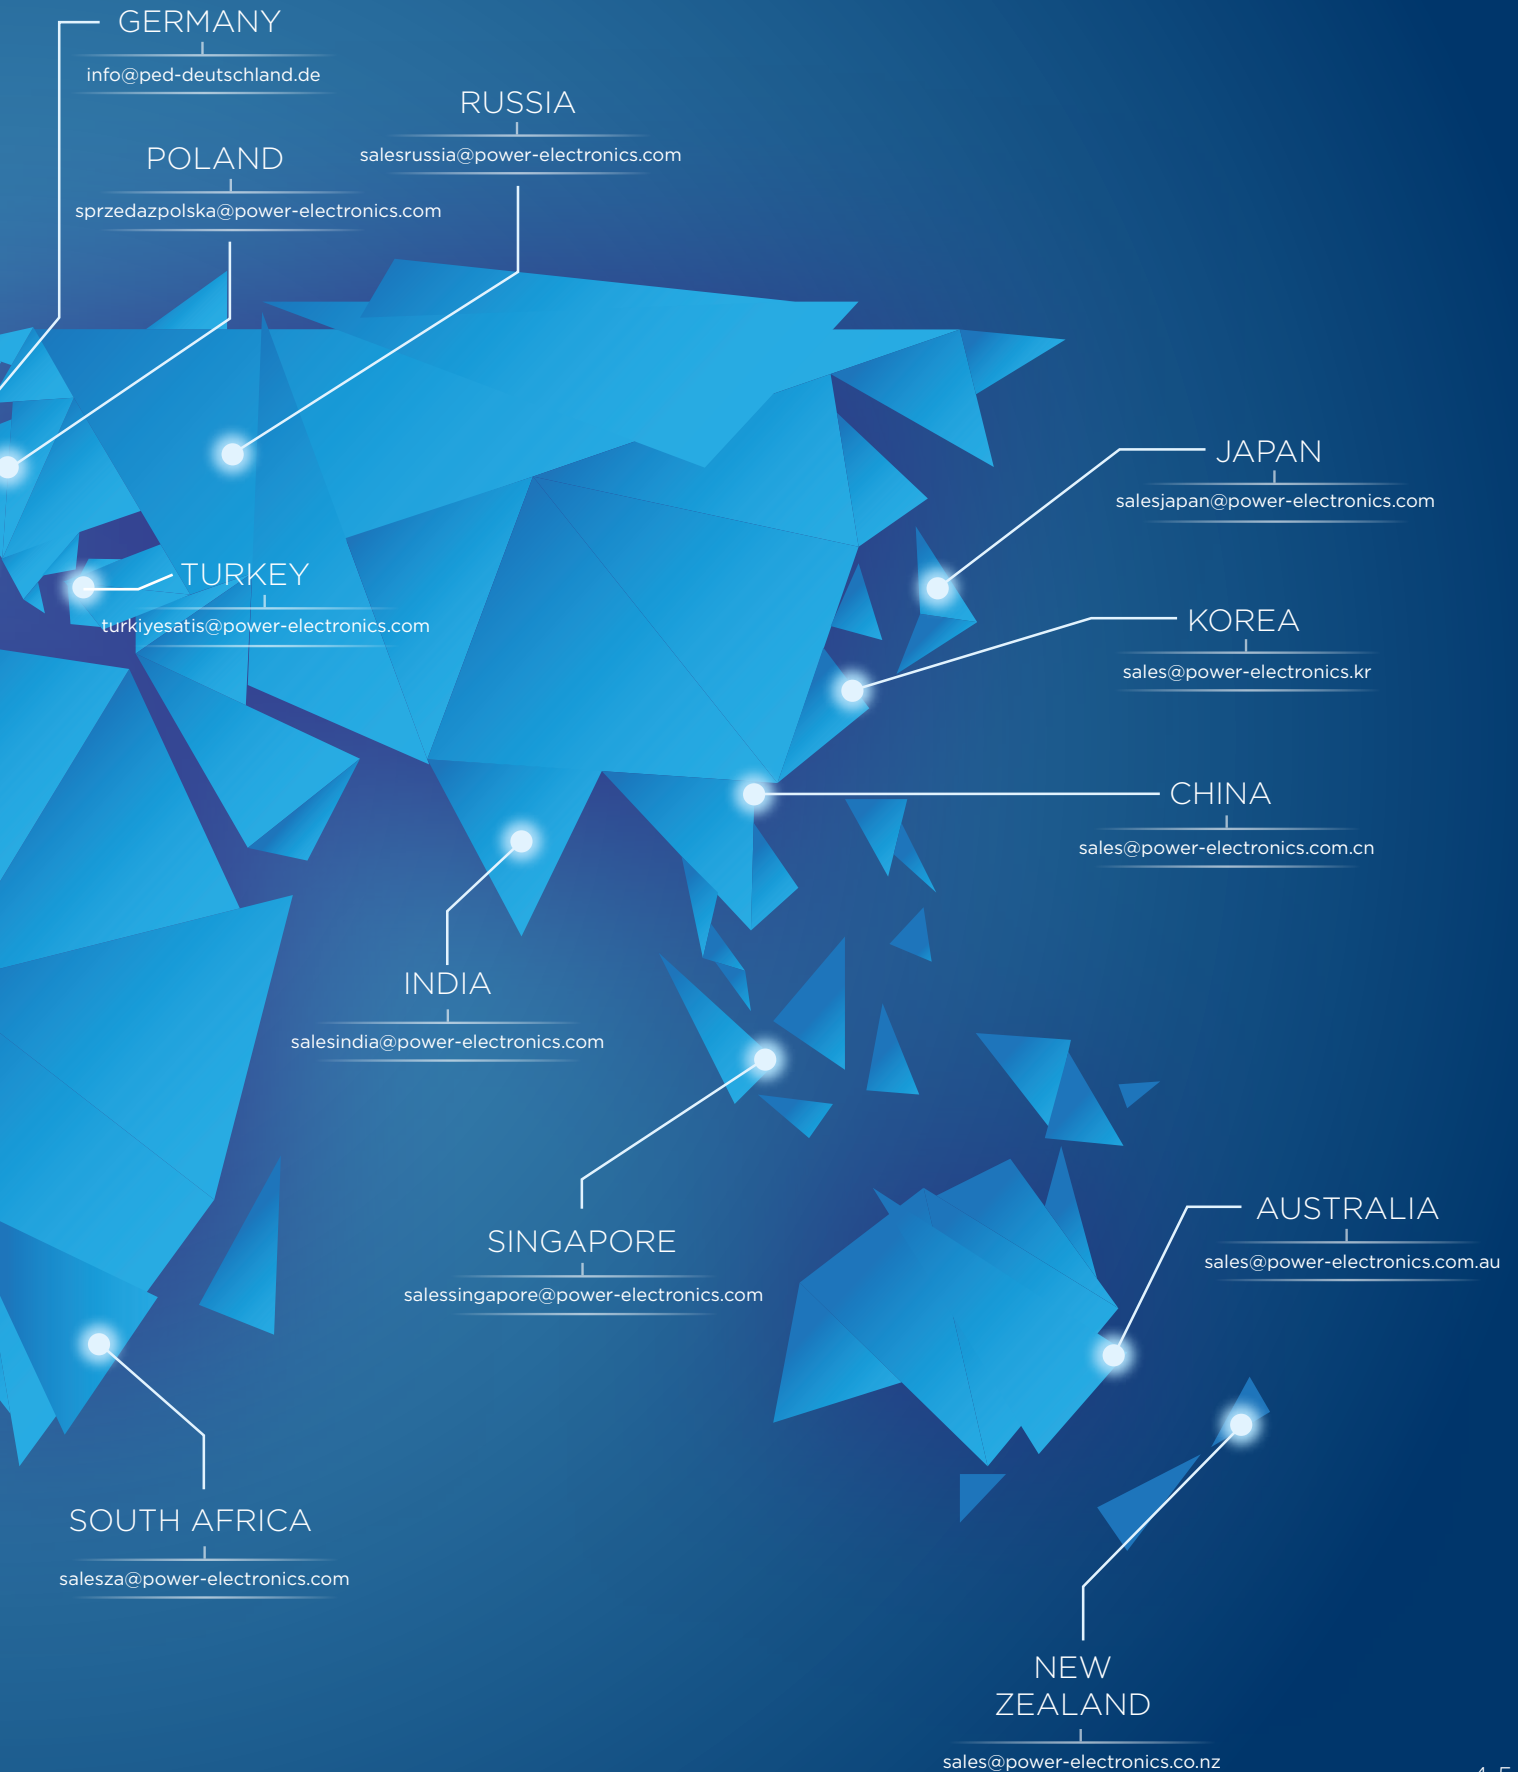 GERMANY
info@ped-deutschland.de
RUSSIA
salesrussia@power-electronics.com
POLAND
sprzedazpolska@power-electronics.com
JAPAN
salesjapan@power-electronics.com
TURKEY
turkiyesatis@power-electronics.com
KOREA
sales@power-electronics.kr
CHINA
sales@power-electronics.com.cn
INDIA
salesindia@power-electronics.com
AUSTRALIA
sales@power-electronics.com.au
SINGAPORE
salessingapore@power-electronics.com
SOUTH AFRICA
salesza@power-electronics.com
NEW
ZEALAND
sales@power-electronics.co.nz